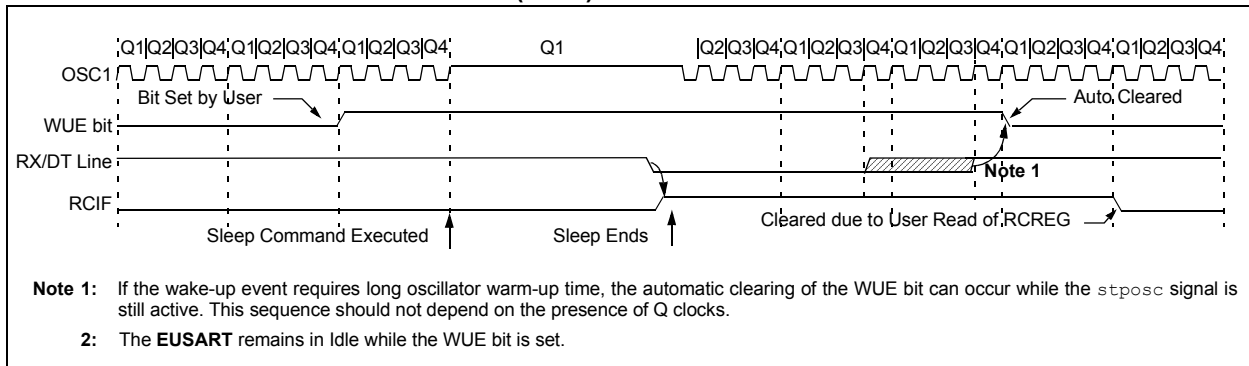 Q1|Q2|Q3|Q4|Q1|Q2|Q3|Q4|Q1|Q2|Q3|Q4 Q1 |Q2|Q3|Q4|Q1|Q2|Q3|Q4|Q1|Q2|Q3|Q4|Q1|Q2|Q3|Q4|Q1|Q2|Q3|Q4
OSC1
Bit Set by User Auto Cleared
WUE bit
RX/DT Line
Note 1
RCIF
Cleared due to User Read of RCREG
Sleep Command Executed Sleep Ends
Note 1: If the wake-up event requires long oscillator warm-up time, the automatic clearing of the WUE bit can occur while the stposc signal is
still active. This sequence should not depend on the presence of Q clocks.
2: The EUSART remains in Idle while the WUE bit is set.